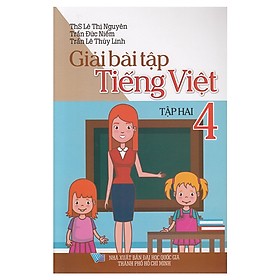 ThS Lê Thị Nguyên
Trần Đức Niềm
Trần Lê Thùy Linh
Giải bài tập
Tiếng Việt
TẬP HAI
4
NHÀ XUẤT BẢN ĐẠI HỌC QUỐC GIA
THÀNH PHỐ HỒ CHÍ MINH